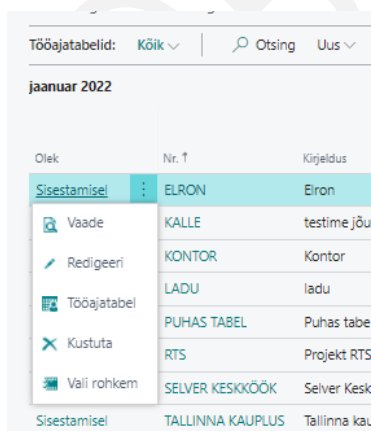 Tööajatabelid: Kõik Otsing Uus
jaanuar 2022
Olek Nr. ↑ Kirjeldus
Sisestamisel ELRON Elron
Vaade KALLE testime jõu
Redigeeri KONTOR Kontor
Tööajatabel LADU ladu
PUHAS TABEL Puhas tabe
Kustuta RTS Projekt RTS
Vali rohkem SELVER KESKKÖÖK Selver Kesk
Sisestamisel TALLINNA KAUPLUS Tallinna kau